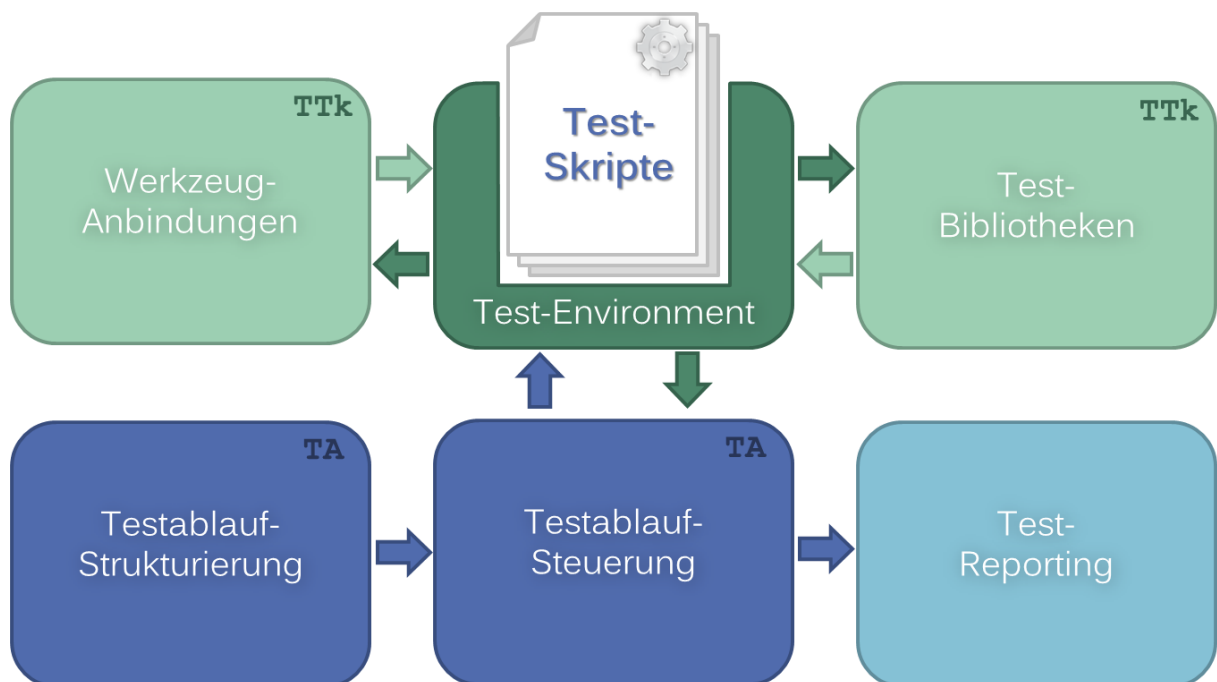 TTk
Werkzeug-
Anbindungen
Test-
Skripte
Test-Environment
TTk
Test-
Bibliotheken
TA
Testablauf-
Strukturierung
TA
Testablauf-
Steuerung
Test-
Reporting